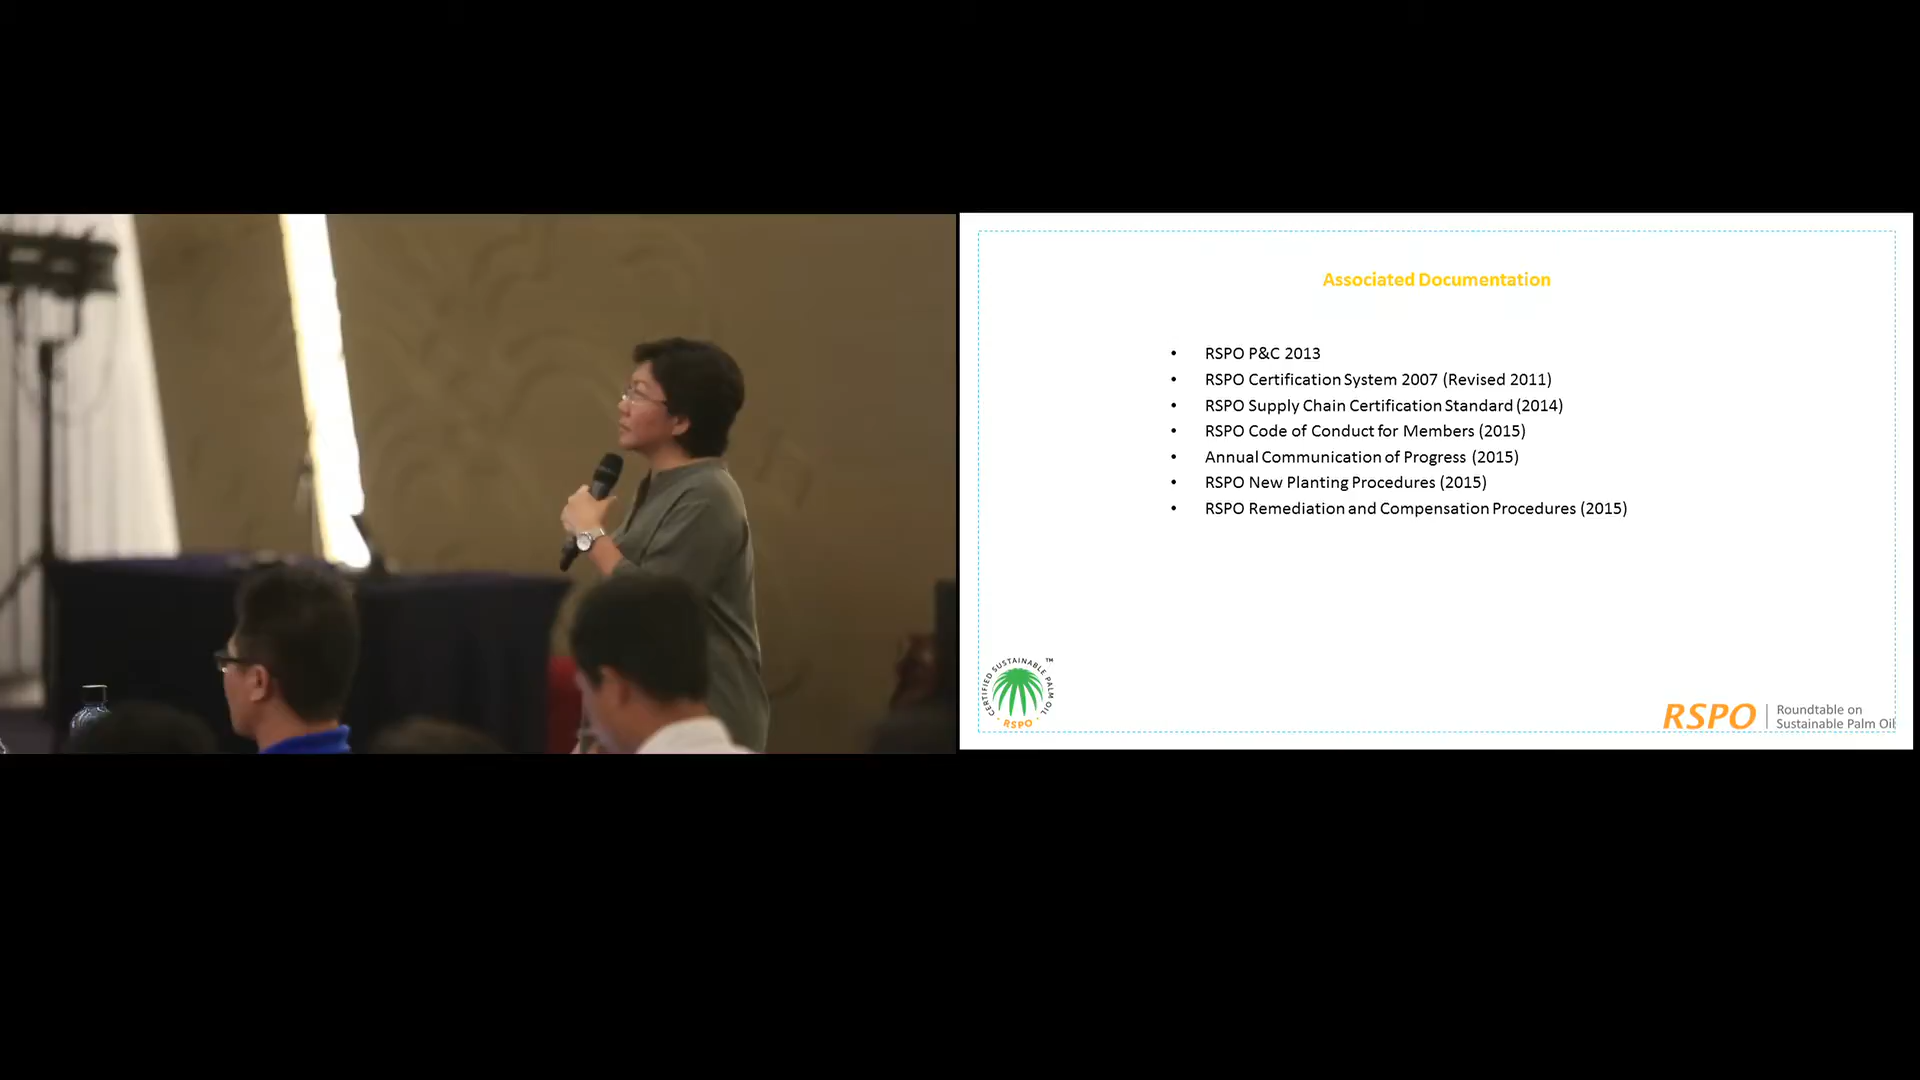 Associated Documentation
• RSPO P&C 2013
• RSPO Certification System 2007 (Revised 2011)
• RSPO Supply Chain Certification Standard (2014)
• RSPO Code of Conduct for Members (2015)
• Annual Communication of Progress (2015)
• RSPO New Planting Procedures (2015)
• RSPO Remediation and Compensation Procedures (2015)
CERTIFIED SUSTAINABLE PALM OIL ™
RSPO
RSPO
Roundtable on
Sustainable Palm Oil